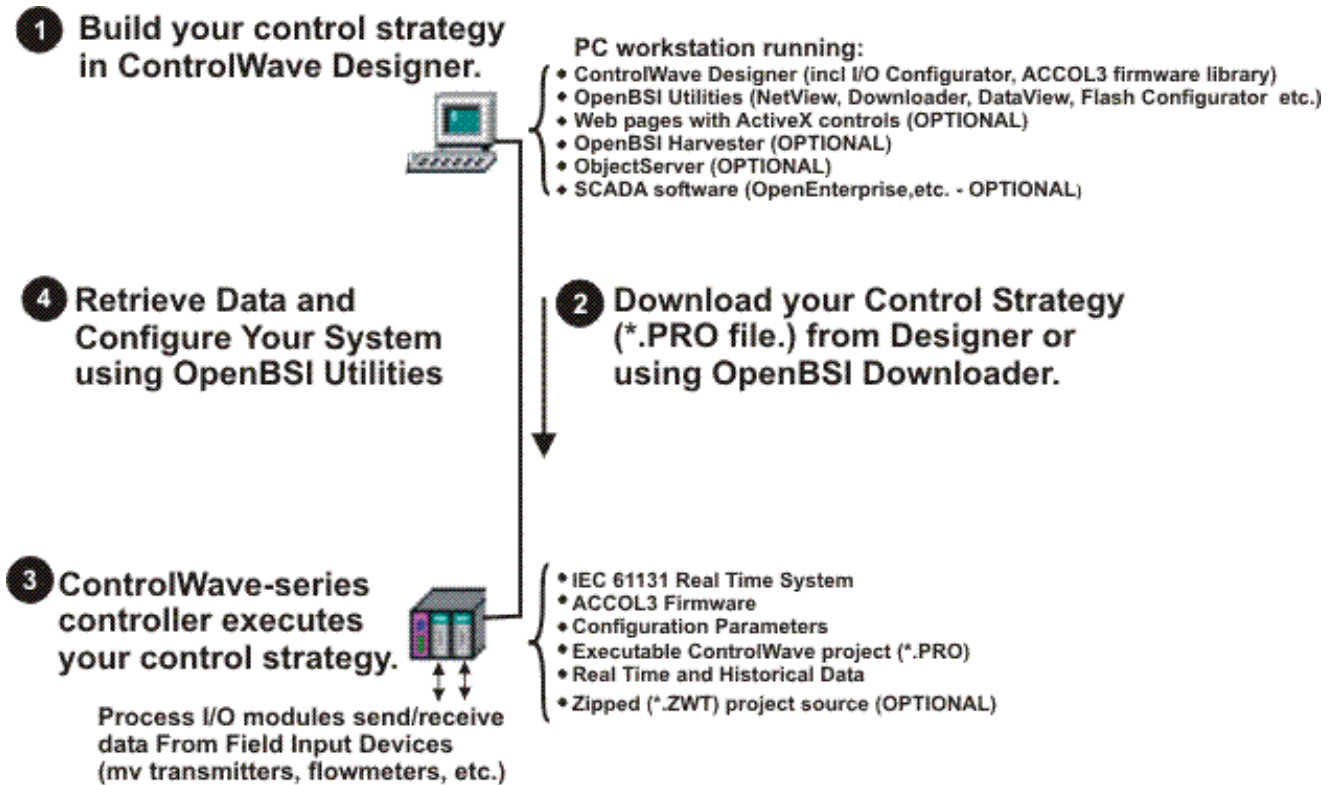 1 Build your control strategy
in ControlWave Designer.
PC workstation running:
• ControlWave Designer (incl I/O Configurator, ACCOL3 firmware library)
• OpenBSI Utilities (NetView, Downloader, DataView, Flash Configurator etc.)
• Web pages with ActiveX controls (OPTIONAL)
• OpenBSI Harvester (OPTIONAL)
• ObjectServer (OPTIONAL)
• SCADA software (OpenEnterprise,etc. - OPTIONAL)
4 Retrieve Data and
Configure Your System
using OpenBSI Utilities
2 Download your Control Strategy
(*.PRO file.) from Designer or
using OpenBSI Downloader.
3 ControlWave-series
controller executes
your control strategy.
• IEC 61131 Real Time System
• ACCOL3 Firmware
• Configuration Parameters
• Executable ControlWave project (*.PRO)
• Real Time and Historical Data
• Zipped (*.ZWT) project source (OPTIONAL)
Process I/O modules send/receive
data From Field Input Devices
(mv transmitters, flowmeters, etc.)